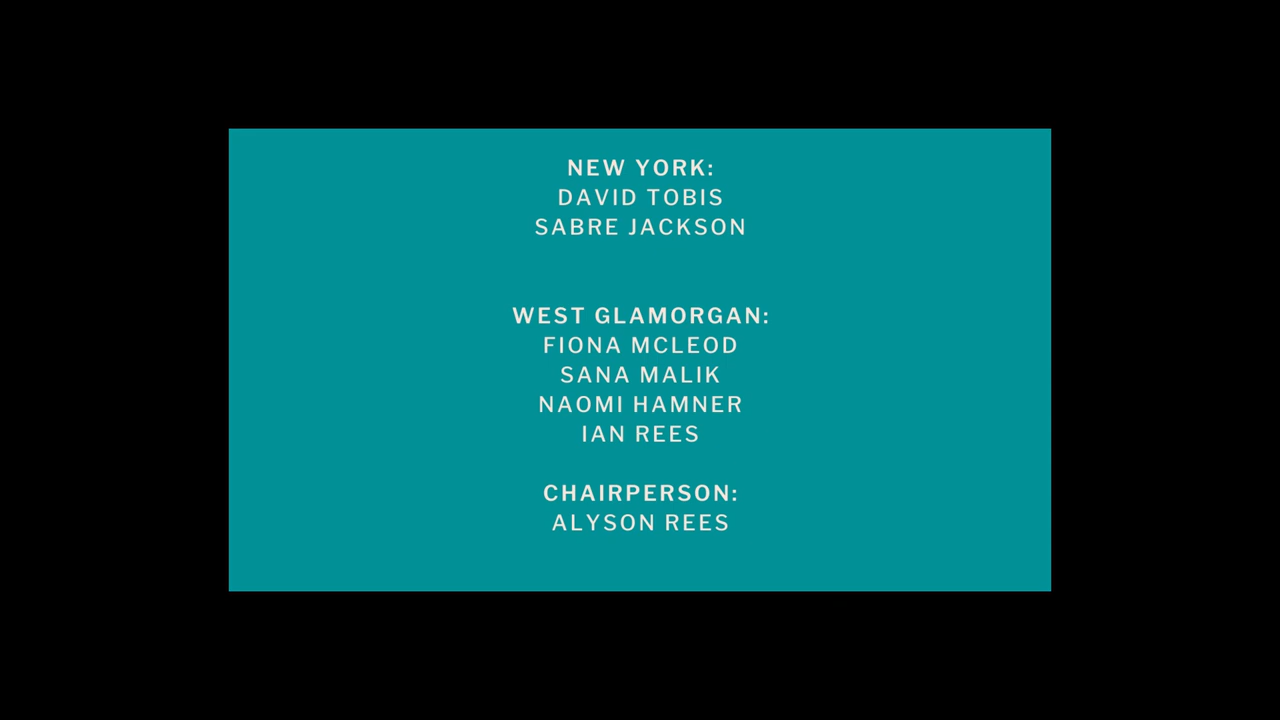 NEW YORK:
DAVID TOBIS
SABRE JACKSON
WEST GLAMORGAN:
FIONA MCLEOD
SANA MALIK
NAOMI HAMNER
IAN REES
CHAIRPERSON:
ALYSON REES